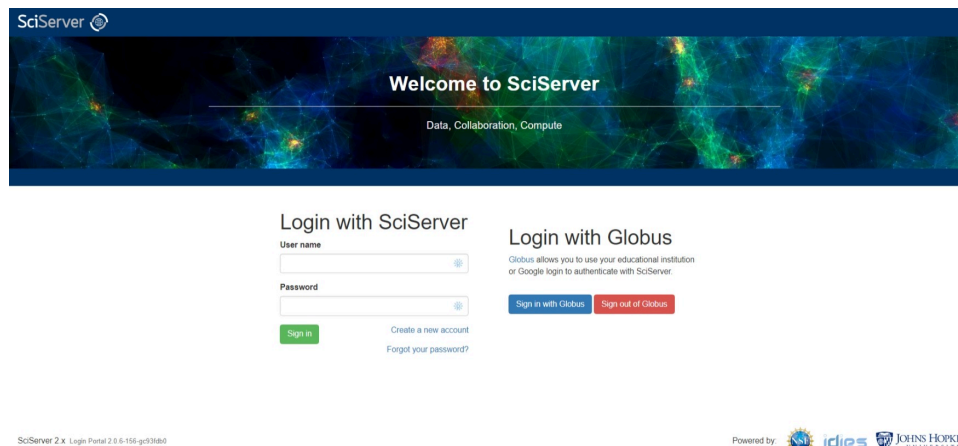 SciServer
Welcome to SciServer
Data, Collaboration, Compute
Login with SciServer
User name
Password
Sign in
Create a new account
Forgot your password?
Login with Globus
Globus allows you to use your educational institution
or Google login to authenticate with SciServer.
Sign in with Globus
Sign out of Globus
SciServer 2.x Login Portal 2.0.6-156-gc93fdb0
Powered by:
NSF
idies
JOHNS HOPK